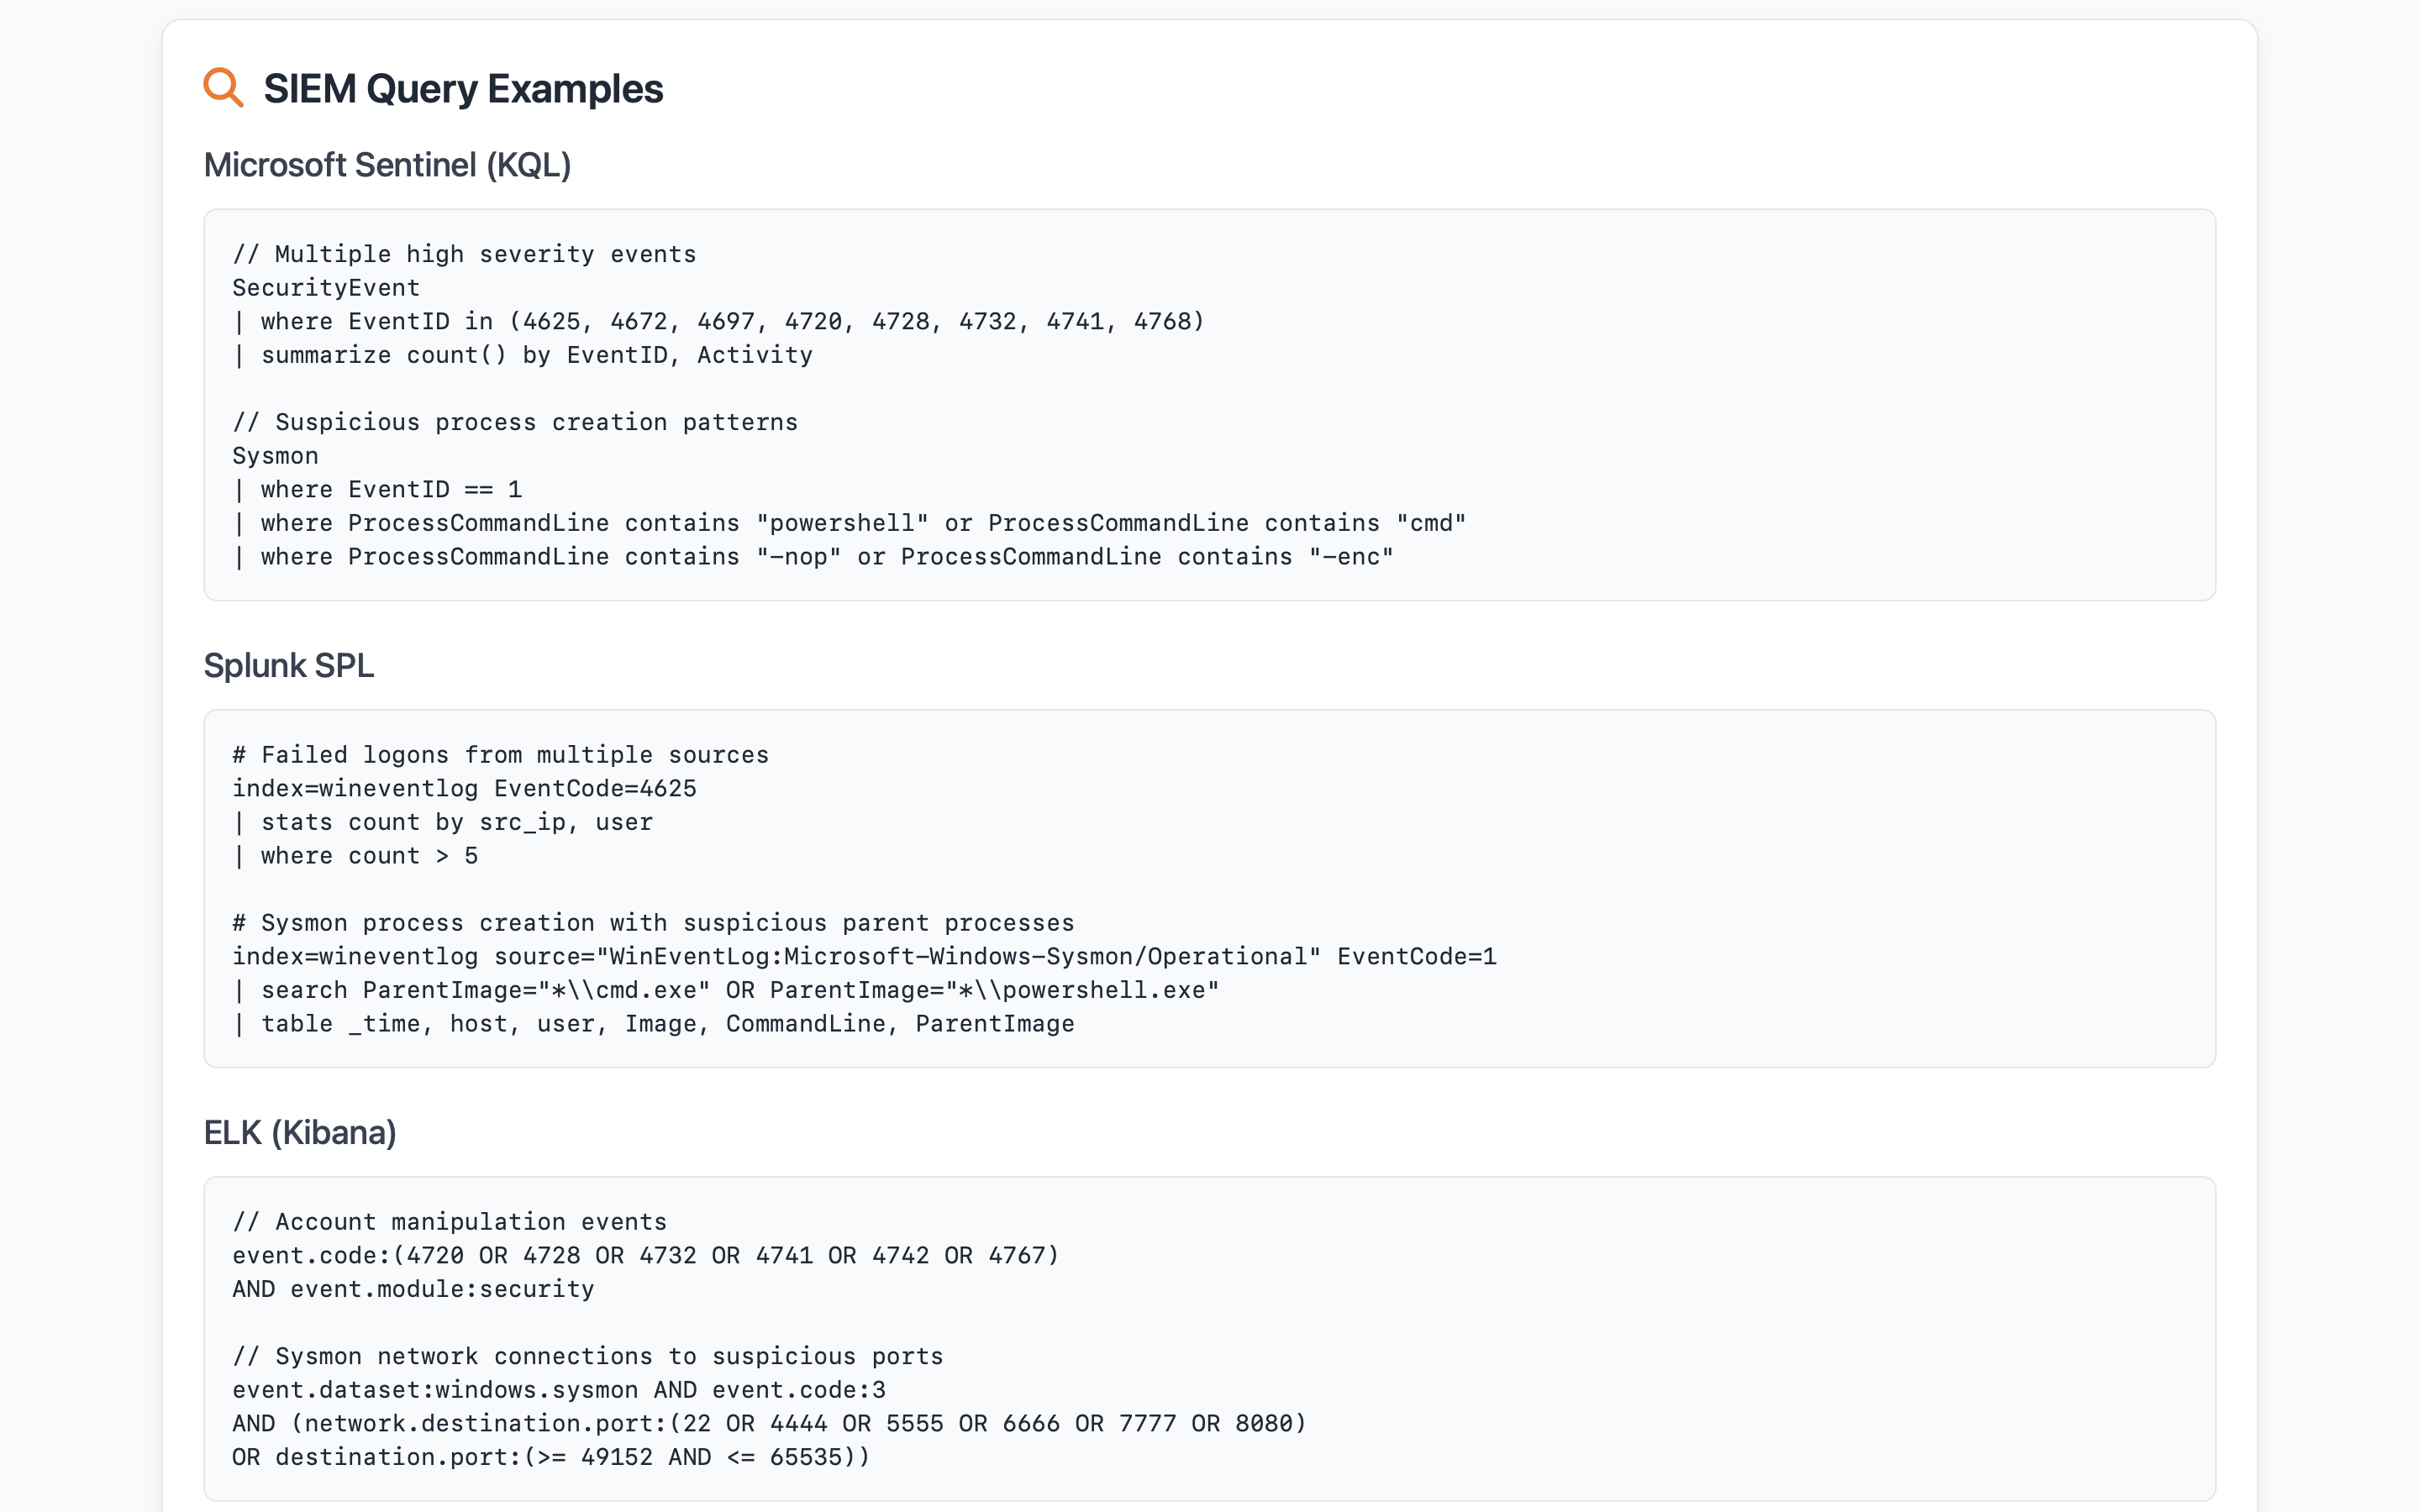 SIEM Query Examples
Microsoft Sentinel (KQL)
// Multiple high severity events
SecurityEvent
| where EventID in (4625, 4672, 4697, 4720, 4728, 4732, 4741, 4768)
| summarize count() by EventID, Activity
// Suspicious process creation patterns
Sysmon
| where EventID == 1
| where ProcessCommandLine contains "powershell" or ProcessCommandLine contains "cmd"
| where ProcessCommandLine contains "-nop" or ProcessCommandLine contains "-enc"
Splunk SPL
# Failed logons from multiple sources
index=wineventlog EventCode=4625
| stats count by src_ip, user
| where count > 5
# Sysmon process creation with suspicious parent processes
index=wineventlog source="WinEventLog:Microsoft-Windows-Sysmon/Operational" EventCode=1
| search ParentImage="*\\cmd.exe" OR ParentImage="*\\powershell.exe"
| table _time, host, user, Image, CommandLine, ParentImage
ELK (Kibana)
// Account manipulation events
event.code:(4720 OR 4728 OR 4732 OR 4741 OR 4742 OR 4767)
AND event.module:security
// Sysmon network connections to suspicious ports
event.dataset:windows.sysmon AND event.code:3
AND (network.destination.port:(22 OR 4444 OR 5555 OR 6666 OR 7777 OR 8080)
OR destination.port:(>= 49152 AND <= 65535))